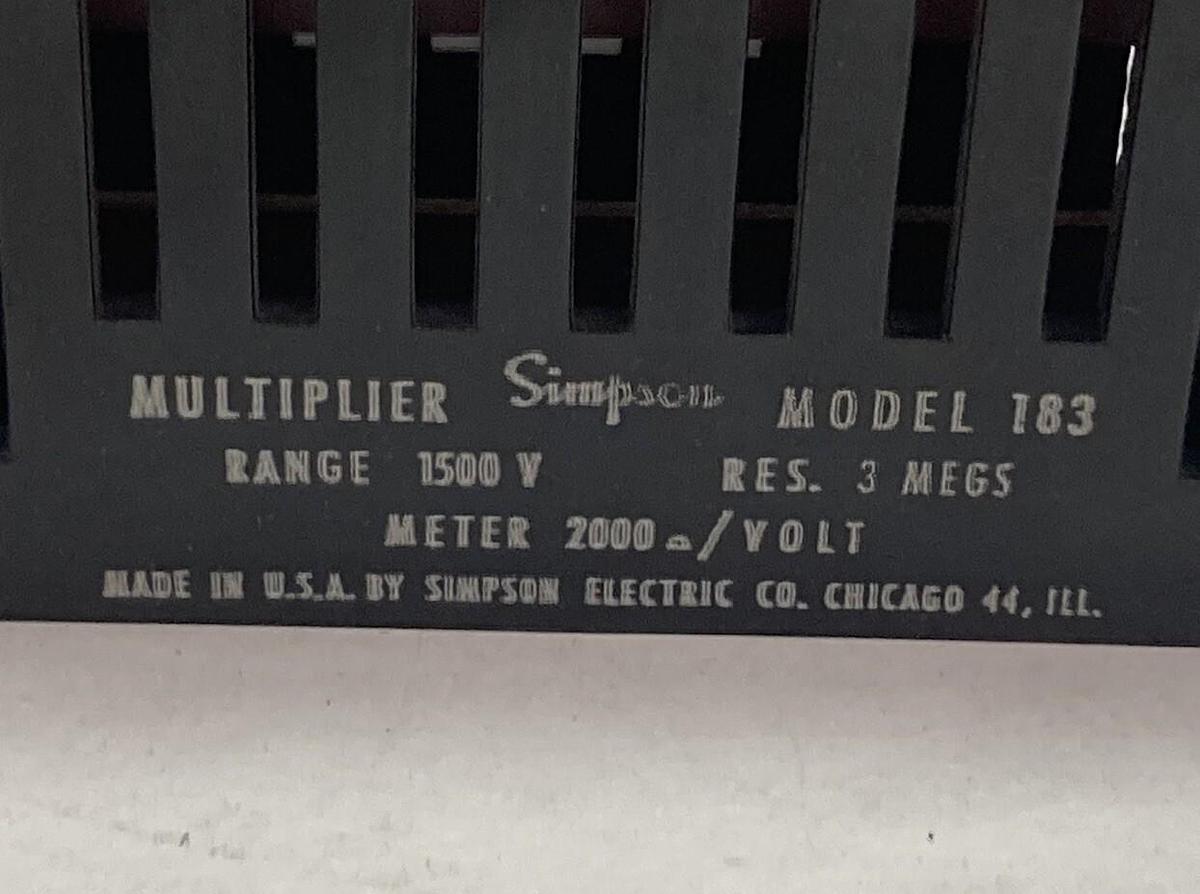 MULTIPLIER Simpson MODEL 183
RANGE 1500 V RES. 3 MEGS
METER 2000 Ω/VOLT
MADE IN U.S.A. BY SIMPSON ELECTRIC CO. CHICAGO 44, ILL.